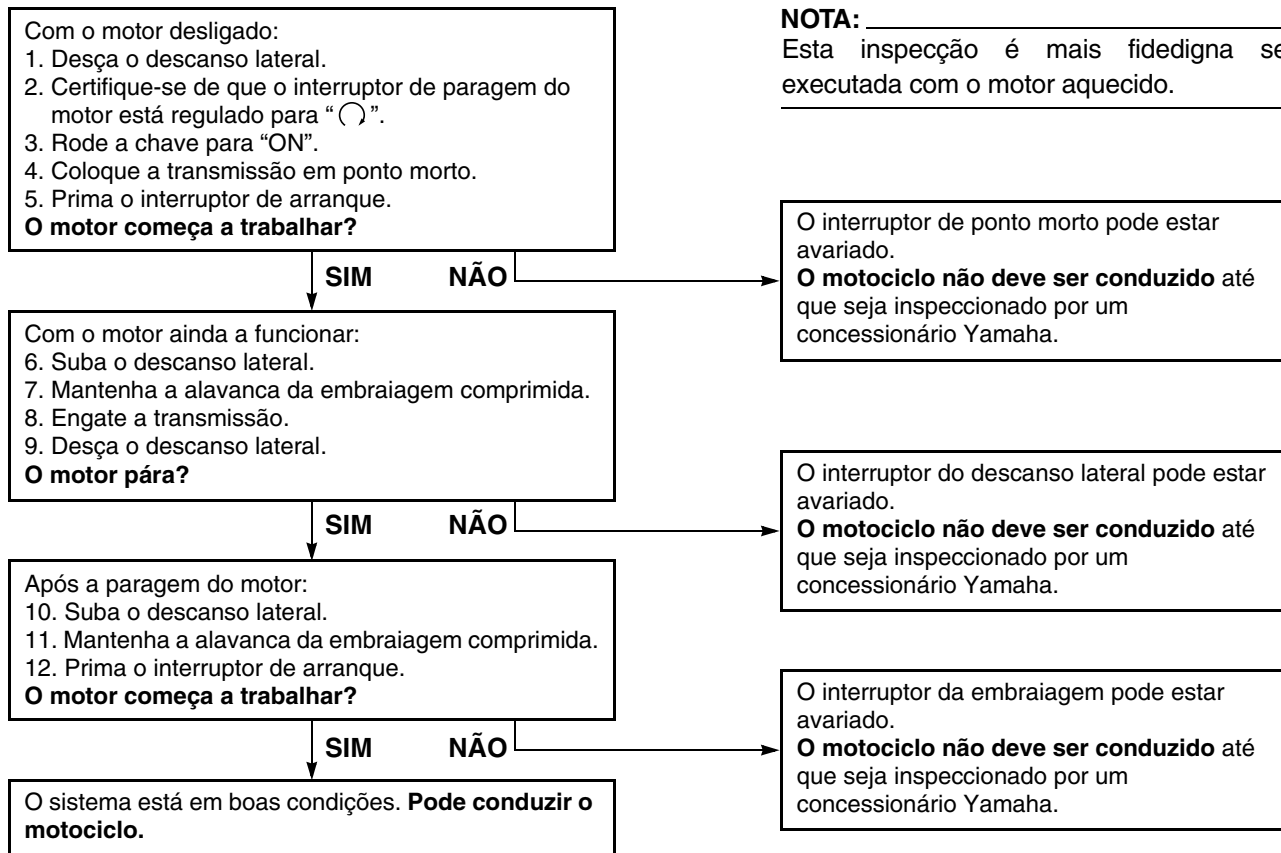 Com o motor desligado:
1. Desça o descanso lateral.
2. Certifique-se de que o interruptor de paragem do
motor está regulado para “ ”.
3. Rode a chave para “ON”.
4. Coloque a transmissão em ponto morto.
5. Prima o interruptor de arranque.
O motor começa a trabalhar?
SIM NÃO
Com o motor ainda a funcionar:
6. Suba o descanso lateral.
7. Mantenha a alavanca da embraiagem comprimida.
8. Engate a transmissão.
9. Desça o descanso lateral.
O motor pára?
SIM NÃO
Após a paragem do motor:
10. Suba o descanso lateral.
11. Mantenha a alavanca da embraiagem comprimida.
12. Prima o interruptor de arranque.
O motor começa a trabalhar?
SIM NÃO
O sistema está em boas condições. Pode conduzir o
motociclo.
NOTA:
Esta inspecção é mais fidedigna se
executada com o motor aquecido.
O interruptor de ponto morto pode estar
avariado.
O motociclo não deve ser conduzido até
que seja inspeccionado por um
concessionário Yamaha.
O interruptor do descanso lateral pode estar
avariado.
O motociclo não deve ser conduzido até
que seja inspeccionado por um
concessionário Yamaha.
O interruptor da embraiagem pode estar
avariado.
O motociclo não deve ser conduzido até
que seja inspeccionado por um
concessionário Yamaha.